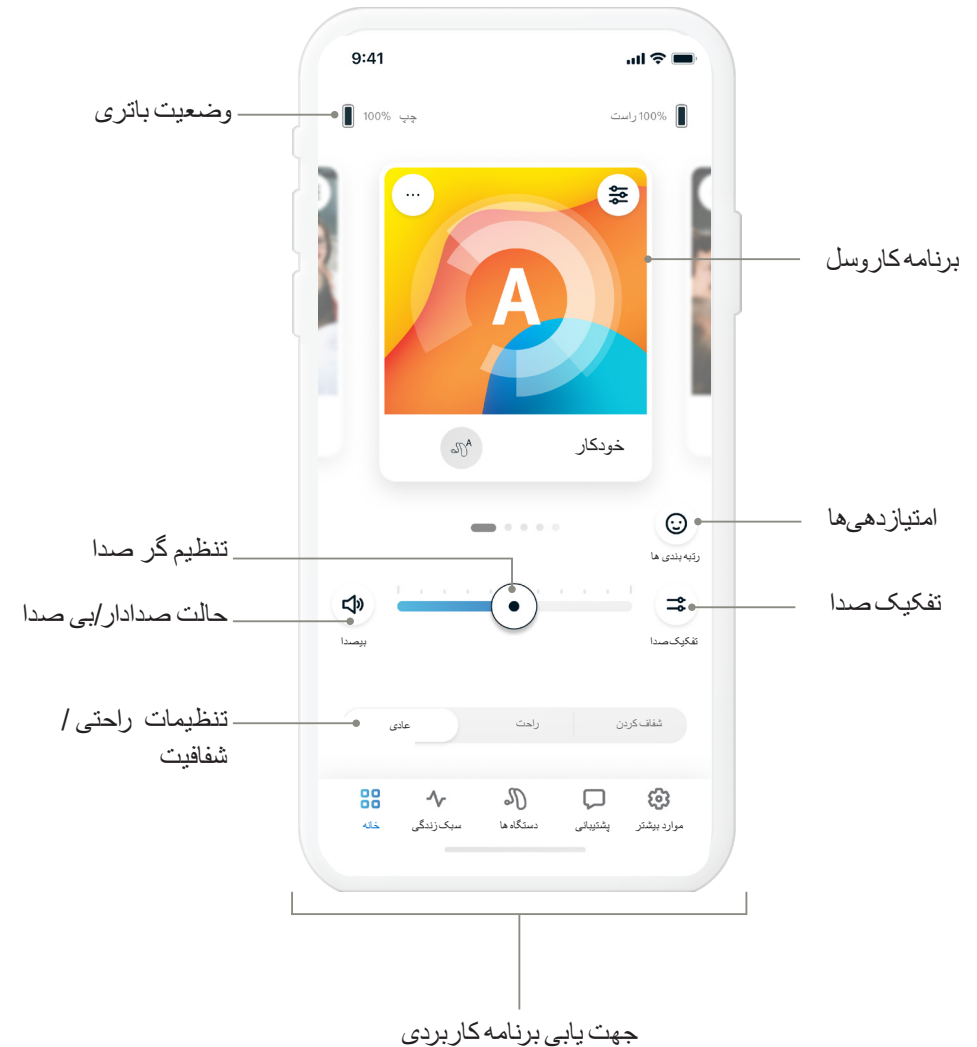 9:41
وضعیت باتری
چپ 100%
100% راست
A
برنامه کاروسل
خودکار
A
امتیازدهی‌ها
رتبه بندی ها
تنظیم گر صدا
حالت صدادار/بی صدا
بیصدا
تفکیک صدا
تفکیک صدا
تنظیمات راحتی /
شفافیت
عادی
راحت
شفاف کردن
خانه
سبک زندگی
دستگاه ها
پشتیبانی
موارد بیشتر
جهت یابی برنامه کاربردی